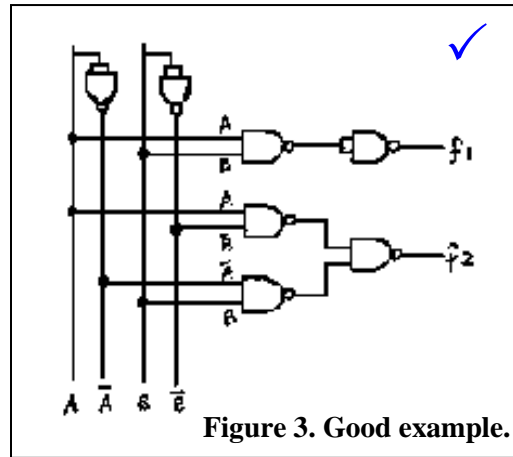 A
B
f1
A
B̄
f2
Ā
B
A Ā B B̄
Figure 3. Good example.